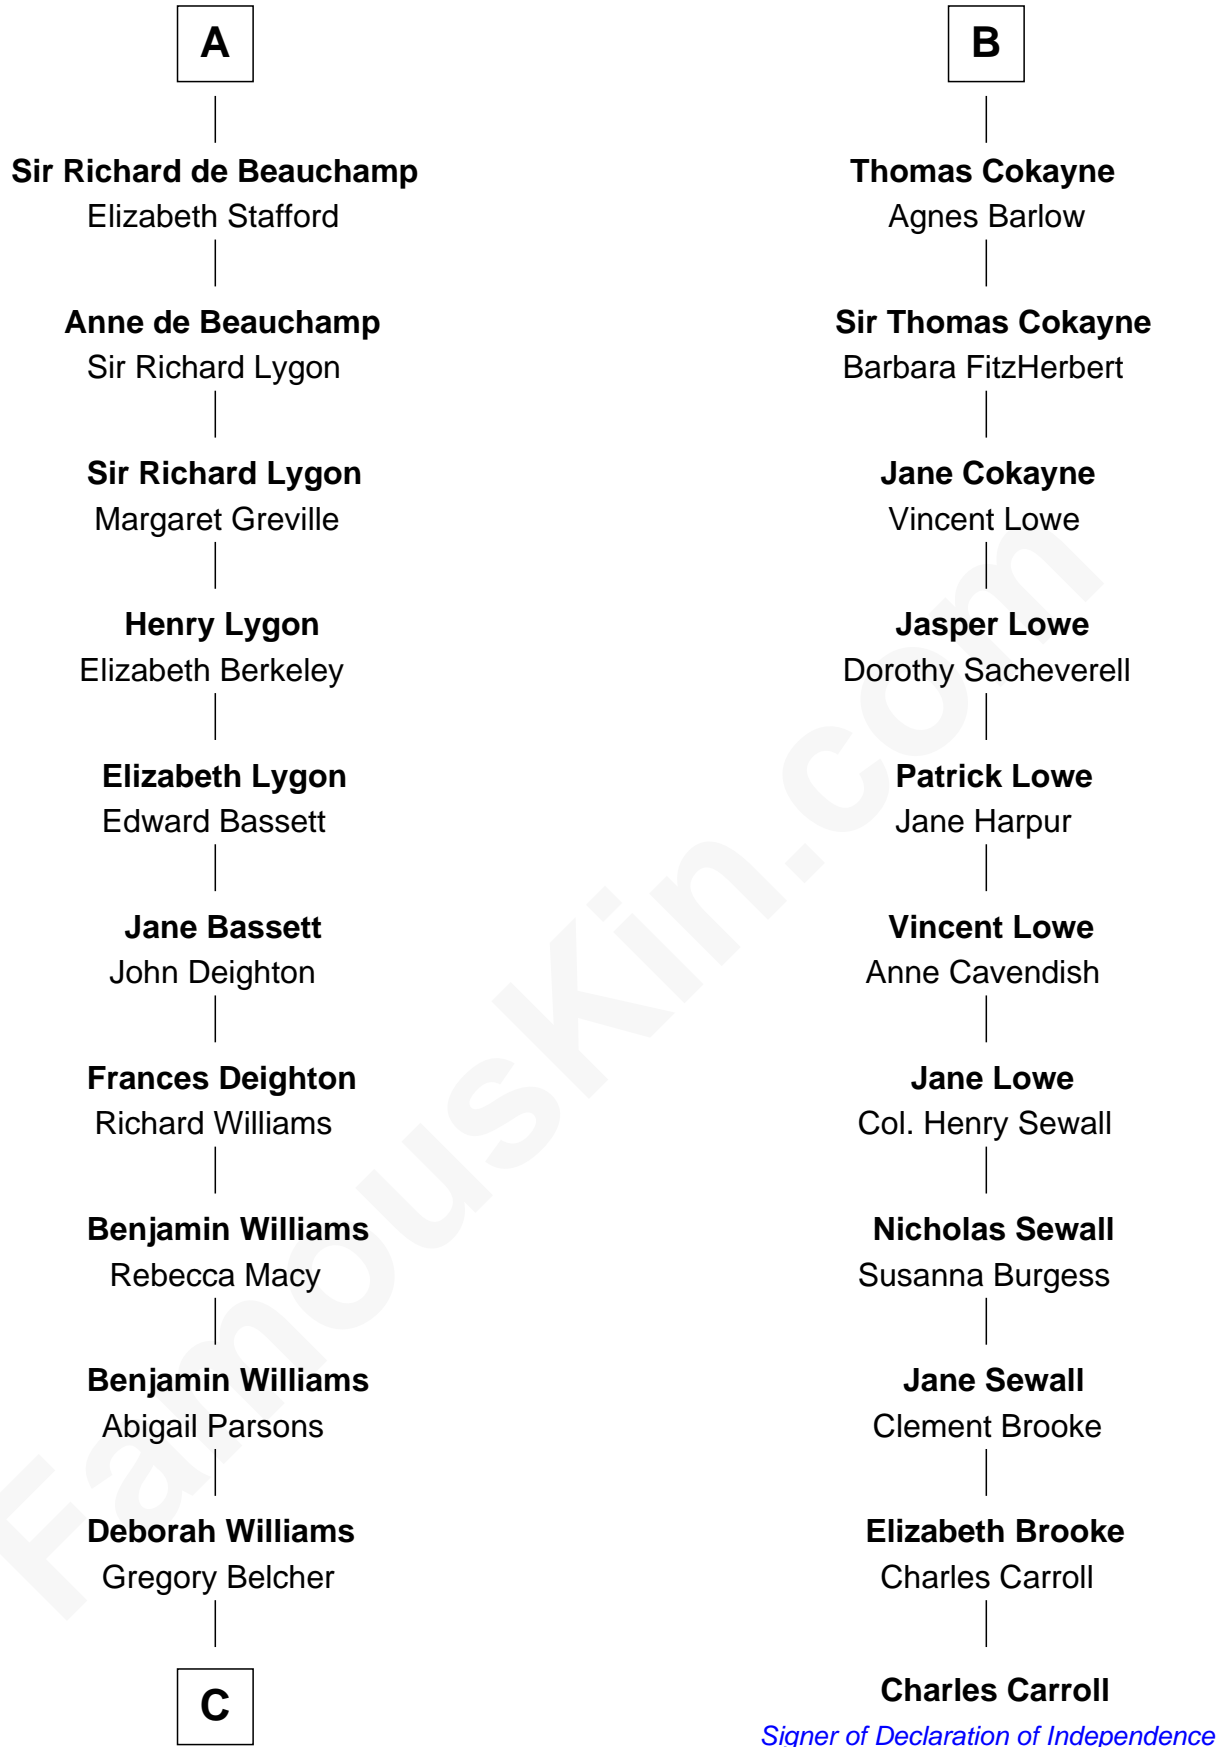 A
Sir Richard de Beauchamp
Elizabeth Stafford
Anne de Beauchamp
Sir Richard Lygon
Sir Richard Lygon
Margaret Greville
Henry Lygon
Elizabeth Berkeley
Elizabeth Lygon
Edward Bassett
Jane Bassett
John Deighton
Frances Deighton
Richard Williams
Benjamin Williams
Rebecca Macy
Benjamin Williams
Abigail Parsons
Deborah Williams
Gregory Belcher
C
B
Thomas Cokayne
Agnes Barlow
Sir Thomas Cokayne
Barbara FitzHerbert
Jane Cokayne
Vincent Lowe
Jasper Lowe
Dorothy Sacheverell
Patrick Lowe
Jane Harpur
Vincent Lowe
Anne Cavendish
Jane Lowe
Col. Henry Sewall
Nicholas Sewall
Susanna Burgess
Jane Sewall
Clement Brooke
Elizabeth Brooke
Charles Carroll
Charles Carroll
Signer of Declaration of Independence
FamousKin.com